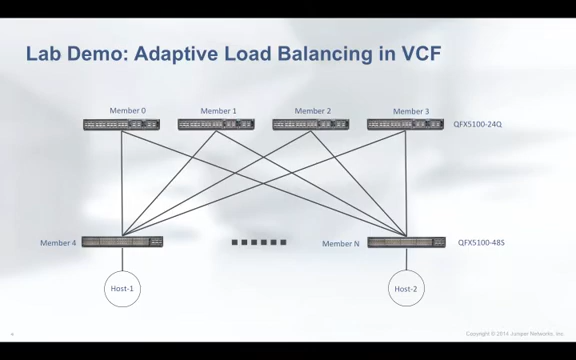 Lab Demo: Adaptive Load Balancing in VCF
Member 0
Member 1
Member 2
Member 3
QFX5100-24Q
Member 4
Member N
QFX5100-48S
Host-1
Host-2
Copyright © 2014 Juniper Networks, Inc.